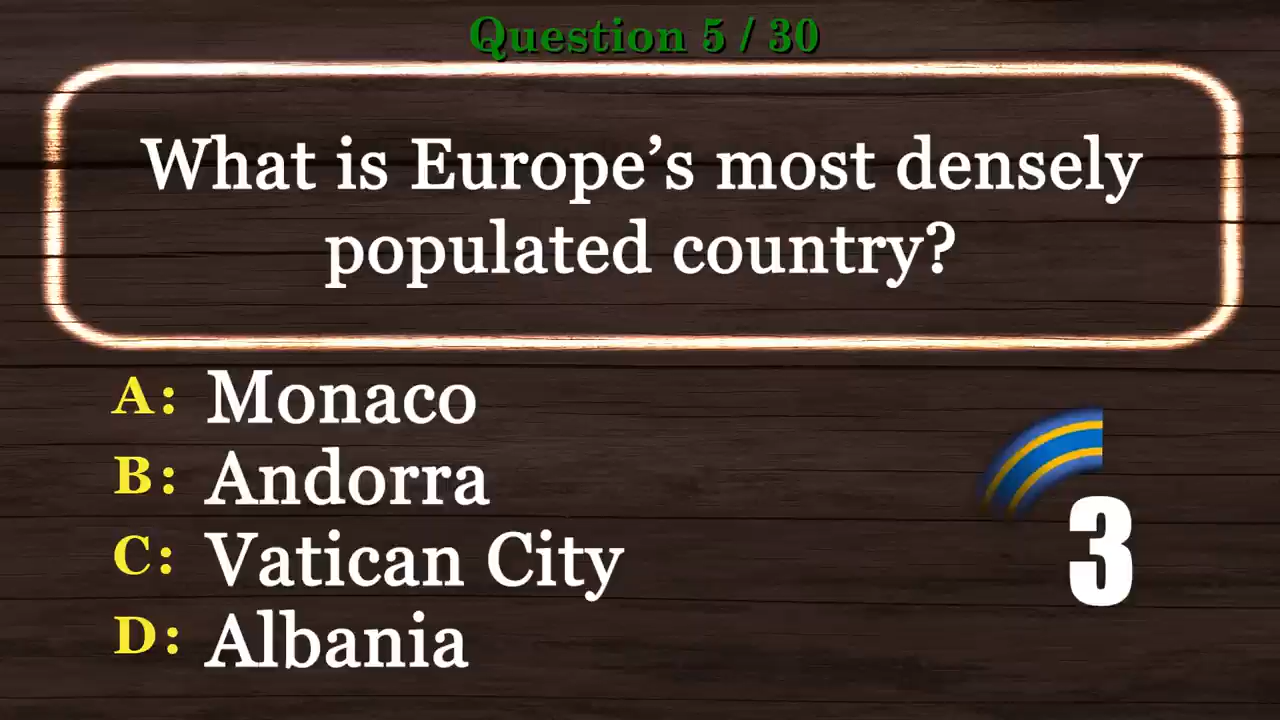 Question 5 / 30
What is Europe’s most densely
populated country?
A: Monaco
B: Andorra
C: Vatican City
D: Albania
3